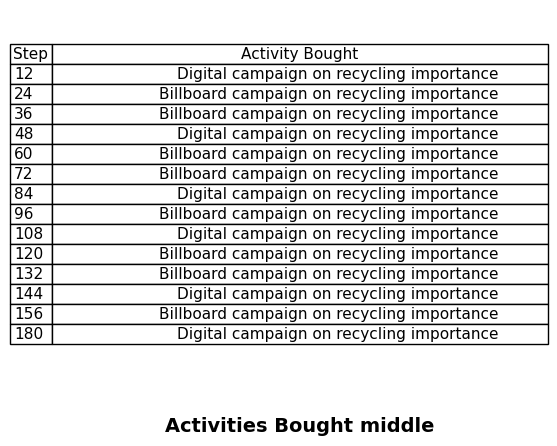 Step Activity Bought
12 Digital campaign on recycling importance
24 Billboard campaign on recycling importance
36 Billboard campaign on recycling importance
48 Digital campaign on recycling importance
60 Billboard campaign on recycling importance
72 Billboard campaign on recycling importance
84 Digital campaign on recycling importance
96 Billboard campaign on recycling importance
108 Digital campaign on recycling importance
120 Billboard campaign on recycling importance
132 Billboard campaign on recycling importance
144 Digital campaign on recycling importance
156 Billboard campaign on recycling importance
180 Digital campaign on recycling importance
Activities Bought middle